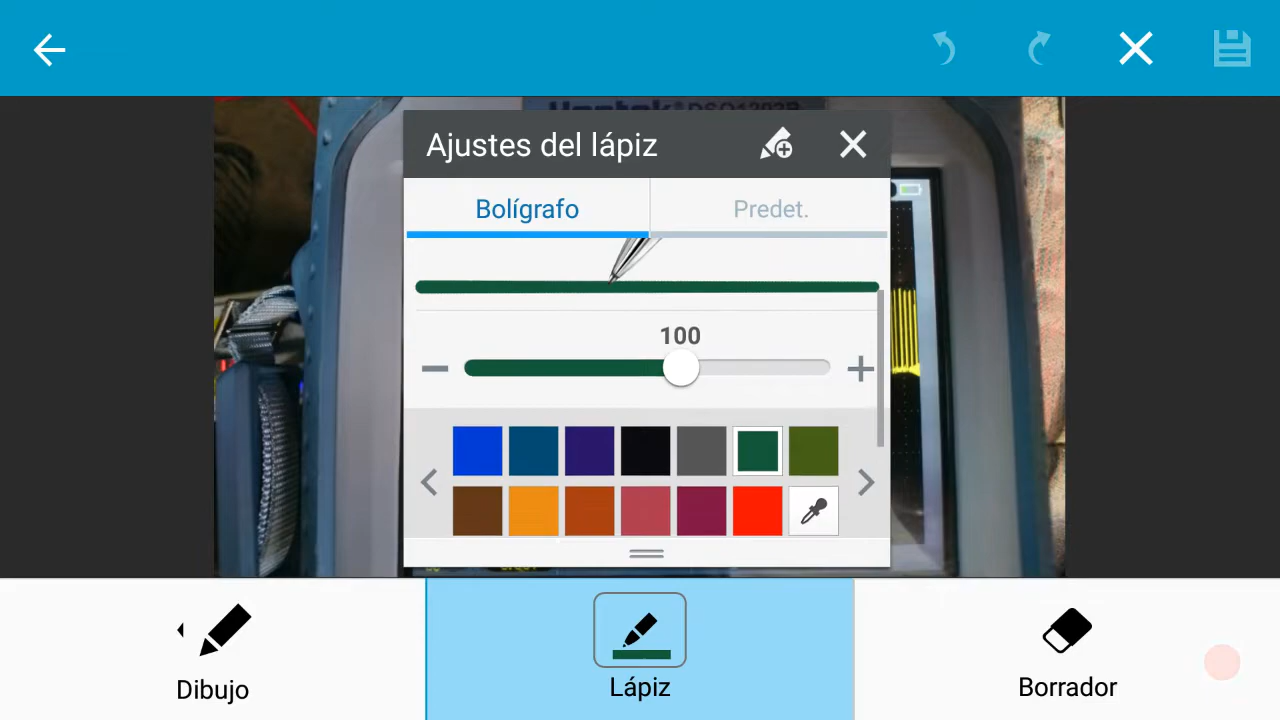 Ajustes del lápiz
Bolígrafo
Predet.
100
Dibujo
Lápiz
Borrador